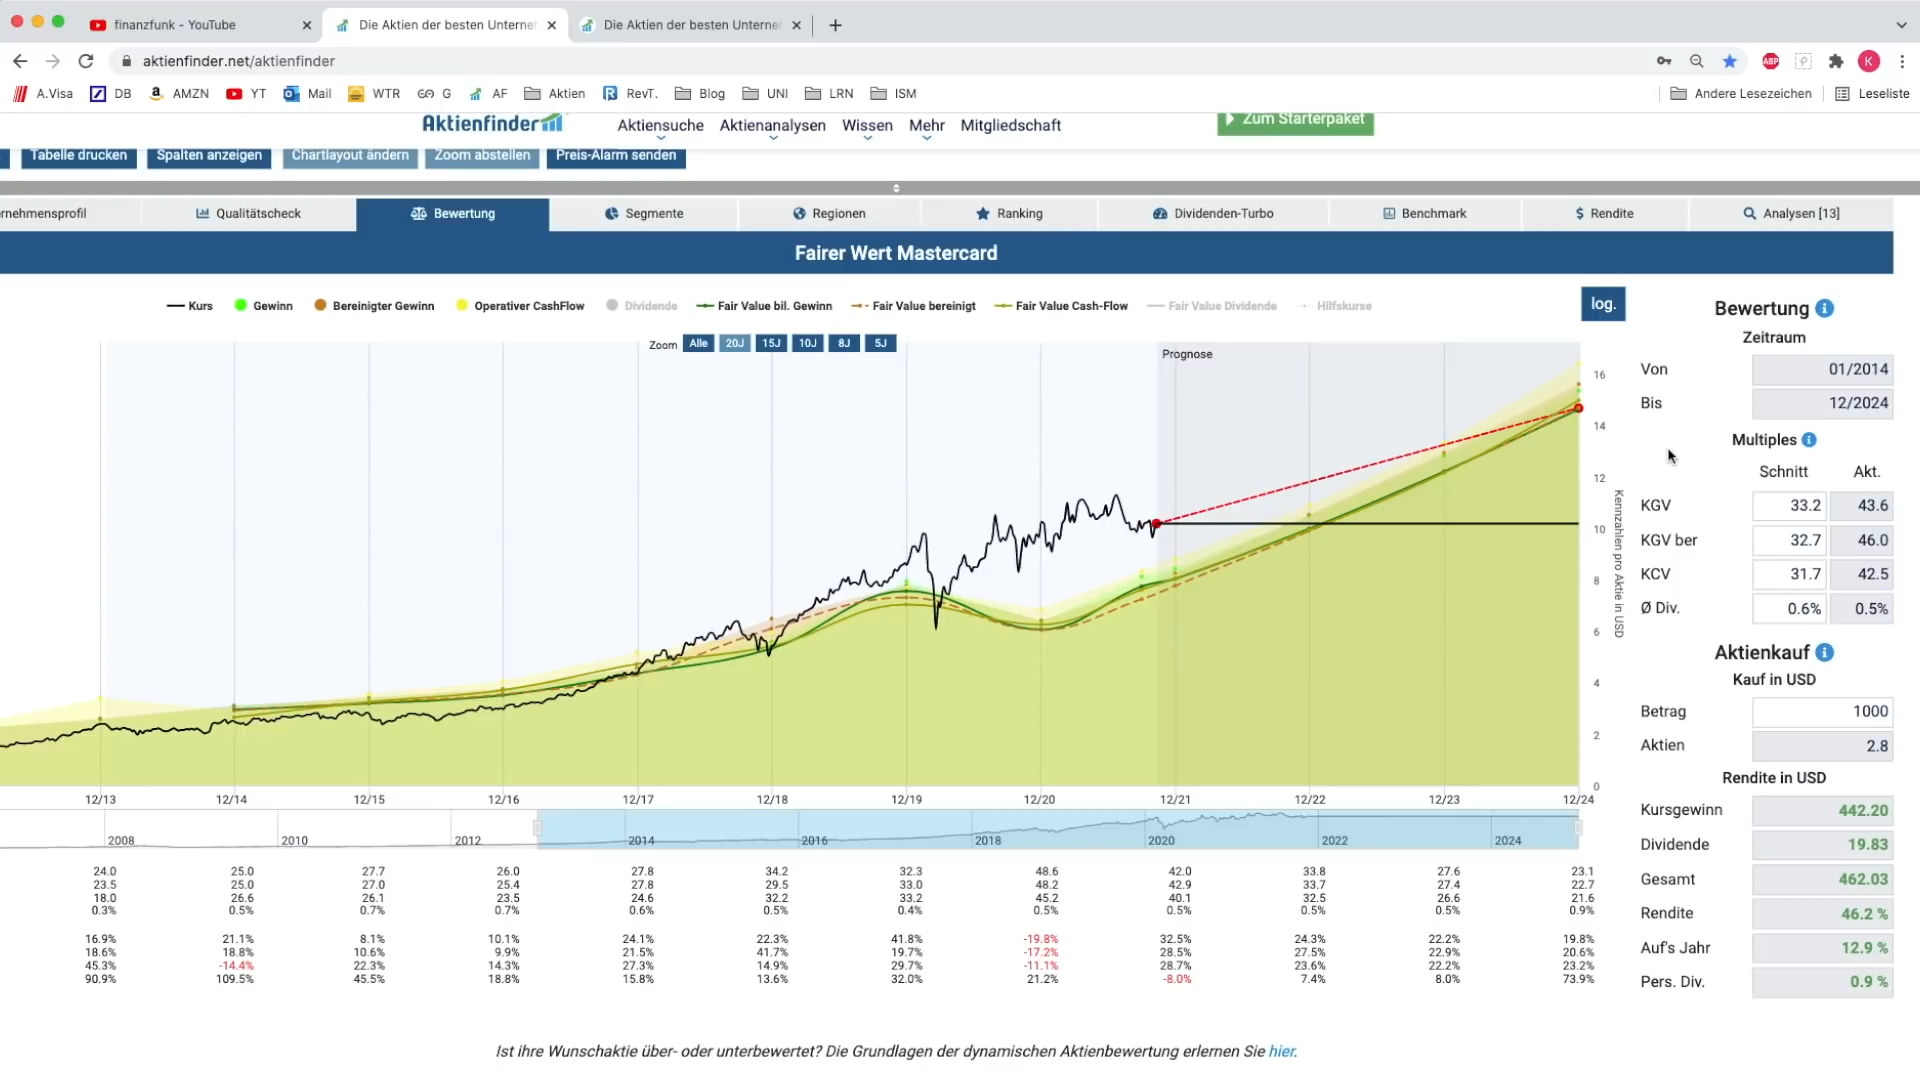 finanzfunk - YouTube
Die Aktien der besten Unterne
Die Aktien der besten Unterne
aktienfinder.net/aktienfinder
ABP
K
A.Visa DB AMZN YT Mail WTR G AF Aktien RevT. Blog UNI LRN ISM Andere Lesezeichen Leseliste
Aktienfinder Aktiensuche Aktienanalysen Wissen Mehr Mitgliedschaft Zum Starterpaket
Tabelle drucken Spalten anzeigen Chartlayout ändern Zoom abstellen Preis-Alarm senden
rnehmensprofil Qualitätscheck Bewertung Segmente Regionen Ranking Dividenden-Turbo Benchmark Rendite Analysen [13]
Fairer Wert Mastercard
Kurs Gewinn Bereinigter Gewinn Operativer CashFlow Dividende Fair Value bil. Gewinn Fair Value bereinigt Fair Value Cash-Flow Fair Value Dividende Hilfskurse
log.
Zoom Alle 20J 15J 10J 8J 5J
Prognose
16
14
12
10
8
6
4
2
0
Kennzahlen pro Aktie in USD
12/13 12/14 12/15 12/16 12/17 12/18 12/19 12/20 12/21 12/22 12/23 12/24
2008 2010 2012 2014 2016 2018 2020 2022 2024
24.0 25.0 27.7 26.0 27.8 34.2 32.3 48.6 42.0 33.8 27.6 23.1
23.5 25.0 27.0 25.4 27.8 29.5 33.0 48.2 42.9 33.7 27.4 22.7
18.0 26.6 26.1 23.5 24.6 32.2 33.2 45.2 40.1 32.5 26.6 21.6
0.3% 0.5% 0.7% 0.7% 0.6% 0.5% 0.4% 0.5% 0.5% 0.5% 0.5% 0.9%
16.9% 21.1% 8.1% 10.1% 24.1% 22.3% 41.8% -19.8% 32.5% 24.3% 22.2% 19.8%
18.6% 18.8% 10.6% 9.9% 21.5% 41.7% 19.7% -17.2% 28.5% 27.5% 22.9% 20.6%
45.3% -14.4% 22.3% 14.3% 27.3% 14.9% 29.7% -11.1% 28.7% 23.6% 22.2% 23.2%
90.9% 109.5% 45.5% 18.8% 15.8% 13.6% 32.0% 21.2% -8.0% 7.4% 8.0% 73.9%
Bewertung
Zeitraum
Von 01/2014
Bis 12/2024
Multiples
Schnitt Akt.
KGV 33.2 43.6
KGV ber 32.7 46.0
KCV 31.7 42.5
Ø Div. 0.6% 0.5%
Aktienkauf
Kauf in USD
Betrag 1000
Aktien 2.8
Rendite in USD
Kursgewinn 442.20
Dividende 19.83
Gesamt 462.03
Rendite 46.2 %
Auf's Jahr 12.9 %
Pers. Div. 0.9 %
Ist ihre Wunschaktie über- oder unterbewertet? Die Grundlagen der dynamischen Aktienbewertung erlernen Sie hier.